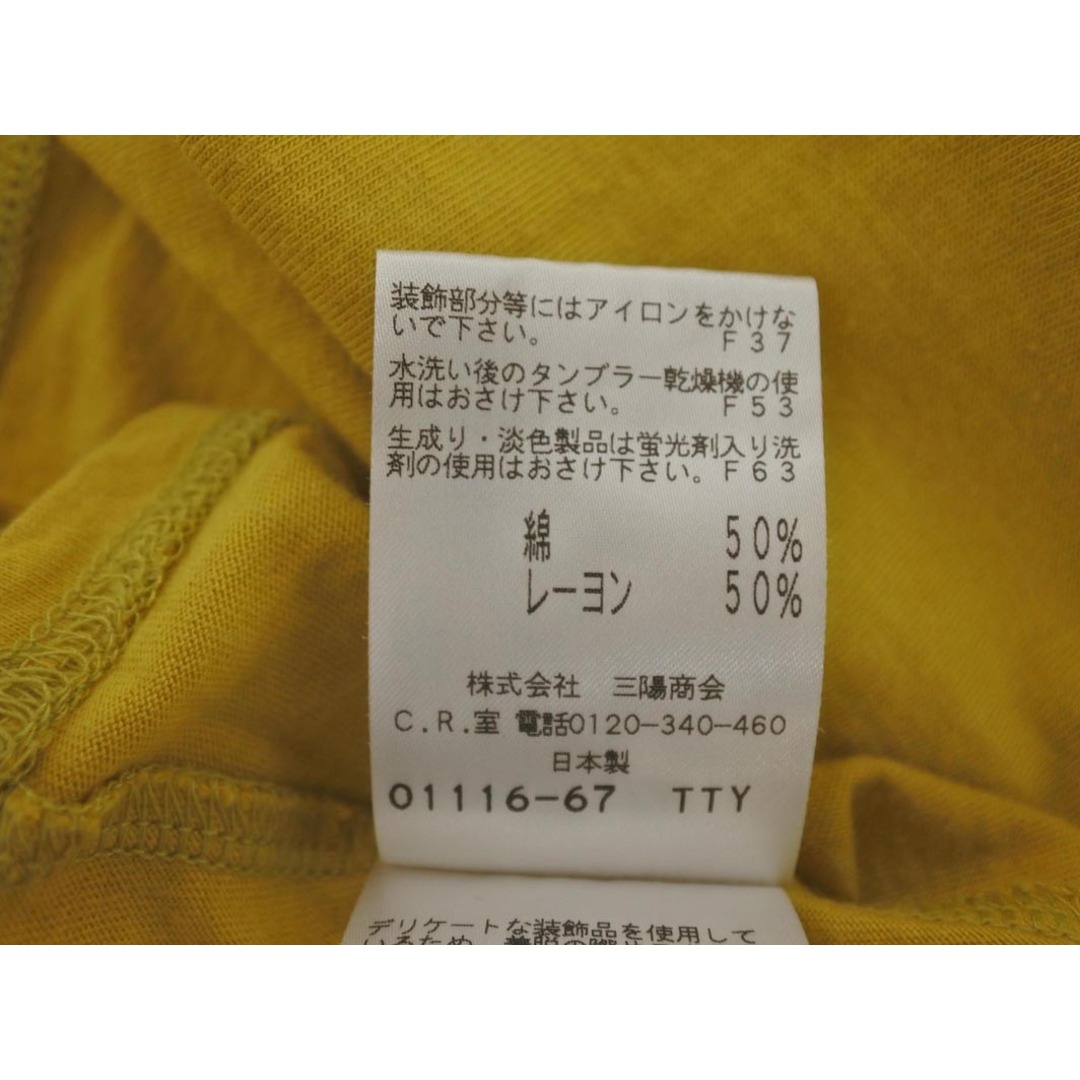 装飾部分等にはアイロンをかけな
いで下さい。 F37
水洗い後のタンブラー乾燥機の使
用はおさけ下さい。 F53
生成り・淡色製品は蛍光剤入り洗
剤の使用はおさけ下さい。F63
綿 50%
レーヨン 50%
株式会社 三陽商会
C.R.室 電話0120-340-460
日本製
01116-67 TTY
デリケートな装飾品を使用して
いるため